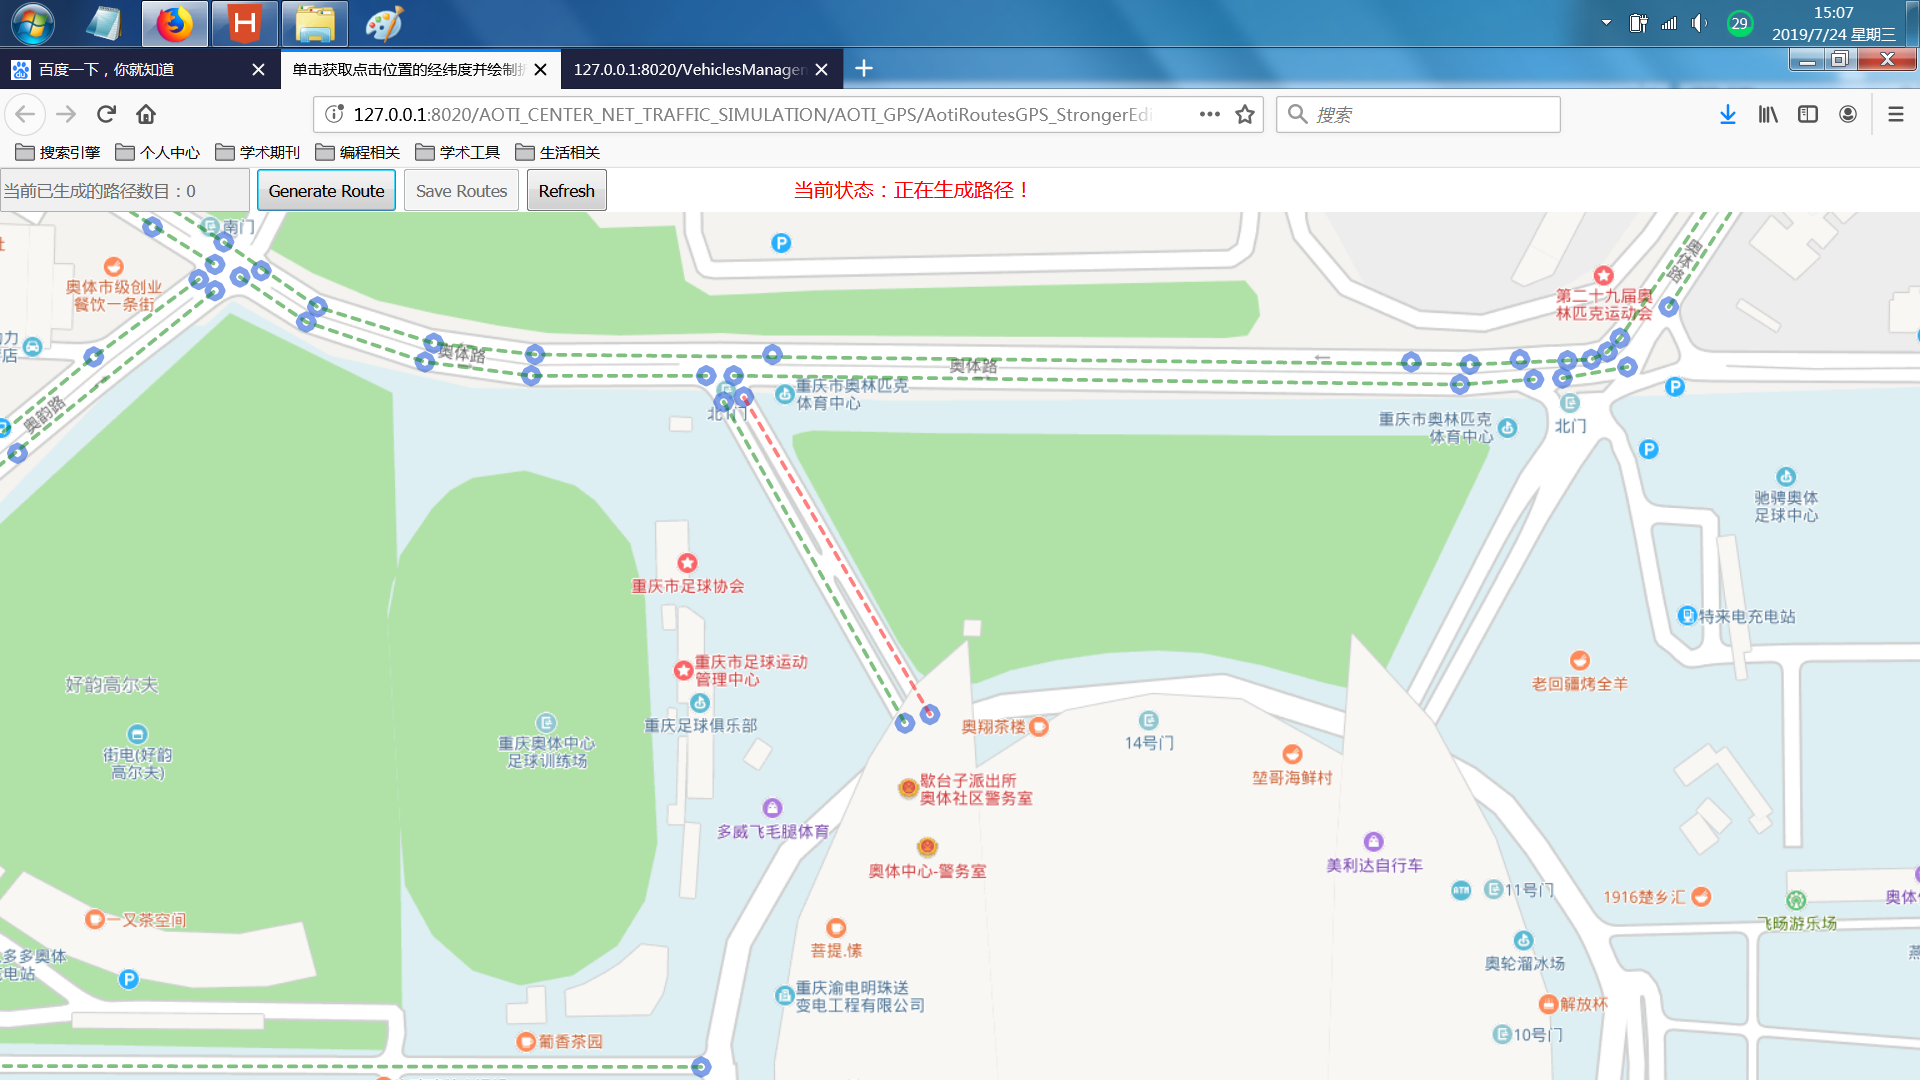 15:07
29
2019/7/24 星期三
百度一下，你就知道
单击获取点击位置的经纬度并绘制
127.0.0.1:8020/VehiclesManage
127.0.0.1:8020/AOTI_CENTER_NET_TRAFFIC_SIMULATION/AOTI_GPS/AotiRoutesGPS_StrongerEdi
搜索
搜索引擎
个人中心
学术期刊
编程相关
学术工具
生活相关
当前已生成的路径数目：0
Generate Route
Save Routes
Refresh
当前状态：正在生成路径！
南门
P
奥体路
奥体市级创业
餐饮一条街
第二十九届奥
林匹克运动会
力
店
奥体路
奥体路
重庆市奥林匹克
体育中心
P
北门
奥韵路
重庆市奥林匹克
体育中心
北门
P
驰骋奥体
足球中心
重庆市足球协会
特来电充电站
重庆市足球运动
管理中心
好韵高尔夫
老回疆烤全羊
重庆足球俱乐部
奥翔茶楼
14号门
街电(好韵
高尔夫)
重庆奥体中心
足球训练场
堃哥海鲜村
歇台子派出所
奥体社区警务室
多威飞毛腿体育
奥体中心-警务室
美利达自行车
ATM
11号门
1916楚乡汇
奥体
一又茶空间
飞旸游乐场
菩提.愫
多多奥体
电站
P
奥轮溜冰场
燕
重庆渝电明珠送
变电工程有限公司
解放杯
10号门
葡香茶园